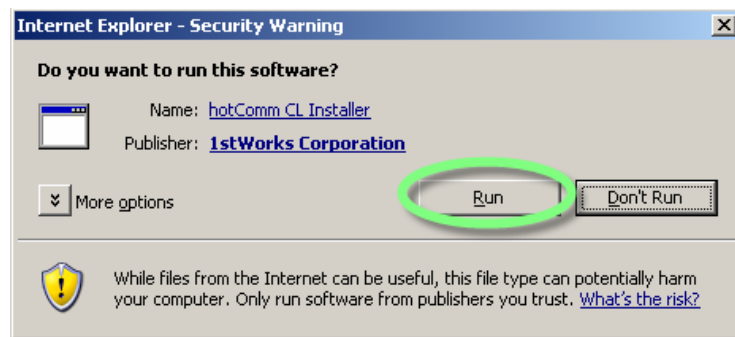 Internet Explorer - Security Warning
Do you want to run this software?
Name: hotComm CL Installer
Publisher: 1stWorks Corporation
More options
Run
Don't Run
While files from the Internet can be useful, this file type can potentially harm
your computer. Only run software from publishers you trust. What's the risk?